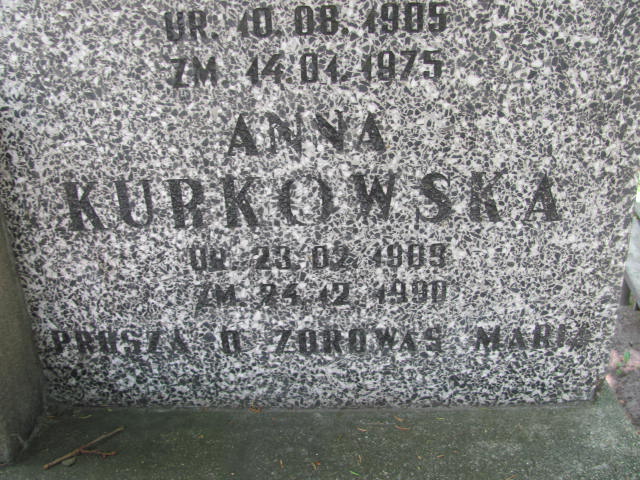 UR. 10.08.1905
ZM. 14.01.1975
ANNA
KURKOWSKA
UR. 23.02.1909
ZM. 24.12.1990
PROSZĄ O ZDROWAŚ MARIA